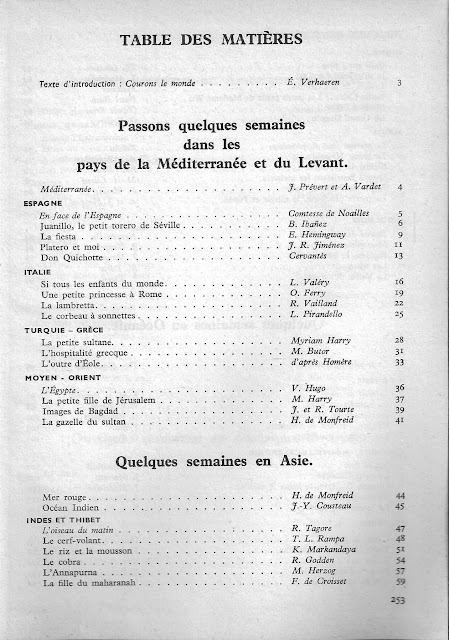 TABLE DES MATIÈRES
Texte d'introduction : Courons le monde . . . . . . . . . É. Verhaeren 3
Passons quelques semaines
dans les
pays de la Méditerranée et du Levant.
Méditerranée. . . . . . . . . . . . . . . . . . . . J. Prévert et A. Vardet 4
ESPAGNE
En face de l'Espagne . . . . . . . . . . . . . . . . Comtesse de Noailles 5
Juanillo, le petit torero de Séville . . . . . . . . . . . B. Ibañez 6
La fiesta . . . . . . . . . . . . . . . . . . . . . E. Hemingway 9
Platero et moi . . . . . . . . . . . . . . . . . . . J. R. Jiménez 11
Don Quichotte . . . . . . . . . . . . . . . . . . . Cervantés 13
ITALIE
Si tous les enfants du monde. . . . . . . . . . . . . L. Valéry 16
Une petite princesse à Rome . . . . . . . . . . . . . O. Ferry 19
La lambretta. . . . . . . . . . . . . . . . . . . . R. Vailland 22
Le corbeau à sonnettes. . . . . . . . . . . . . . . . L. Pirandello 25
TURQUIE – GRÈCE
La petite sultane. . . . . . . . . . . . . . . . . . Myriam Harry 28
L'hospitalité grecque . . . . . . . . . . . . . . . . M. Butor 31
L'outre d'Éole. . . . . . . . . . . . . . . . . . . d'après Homère 33
MOYEN - ORIENT
L'Égypte. . . . . . . . . . . . . . . . . . . . . V. Hugo 36
La petite fille de Jérusalem . . . . . . . . . . . . . M. Harry 37
Images de Bagdad . . . . . . . . . . . . . . . . . J. et R. Tourte 39
La gazelle du sultan . . . . . . . . . . . . . . . . H. de Monfreid 41
Quelques semaines en Asie.
Mer rouge. . . . . . . . . . . . . . . . . . . . . H. de Monfreid 44
Océan Indien . . . . . . . . . . . . . . . . . . . J.-Y. Cousteau 45
INDES ET THIBET
L'oiseau du matin . . . . . . . . . . . . . . . . . R. Tagore 47
Le cerf-volant. . . . . . . . . . . . . . . . . . . T. L. Rampa 48
Le riz et la mousson . . . . . . . . . . . . . . . . K. Markandaya 51
Le cobra . . . . . . . . . . . . . . . . . . . . . R. Godden 54
L'Annapurna . . . . . . . . . . . . . . . . . . . M. Herzog 57
La fille du maharanah. . . . . . . . . . . . . . . . F. de Croisset 59
253